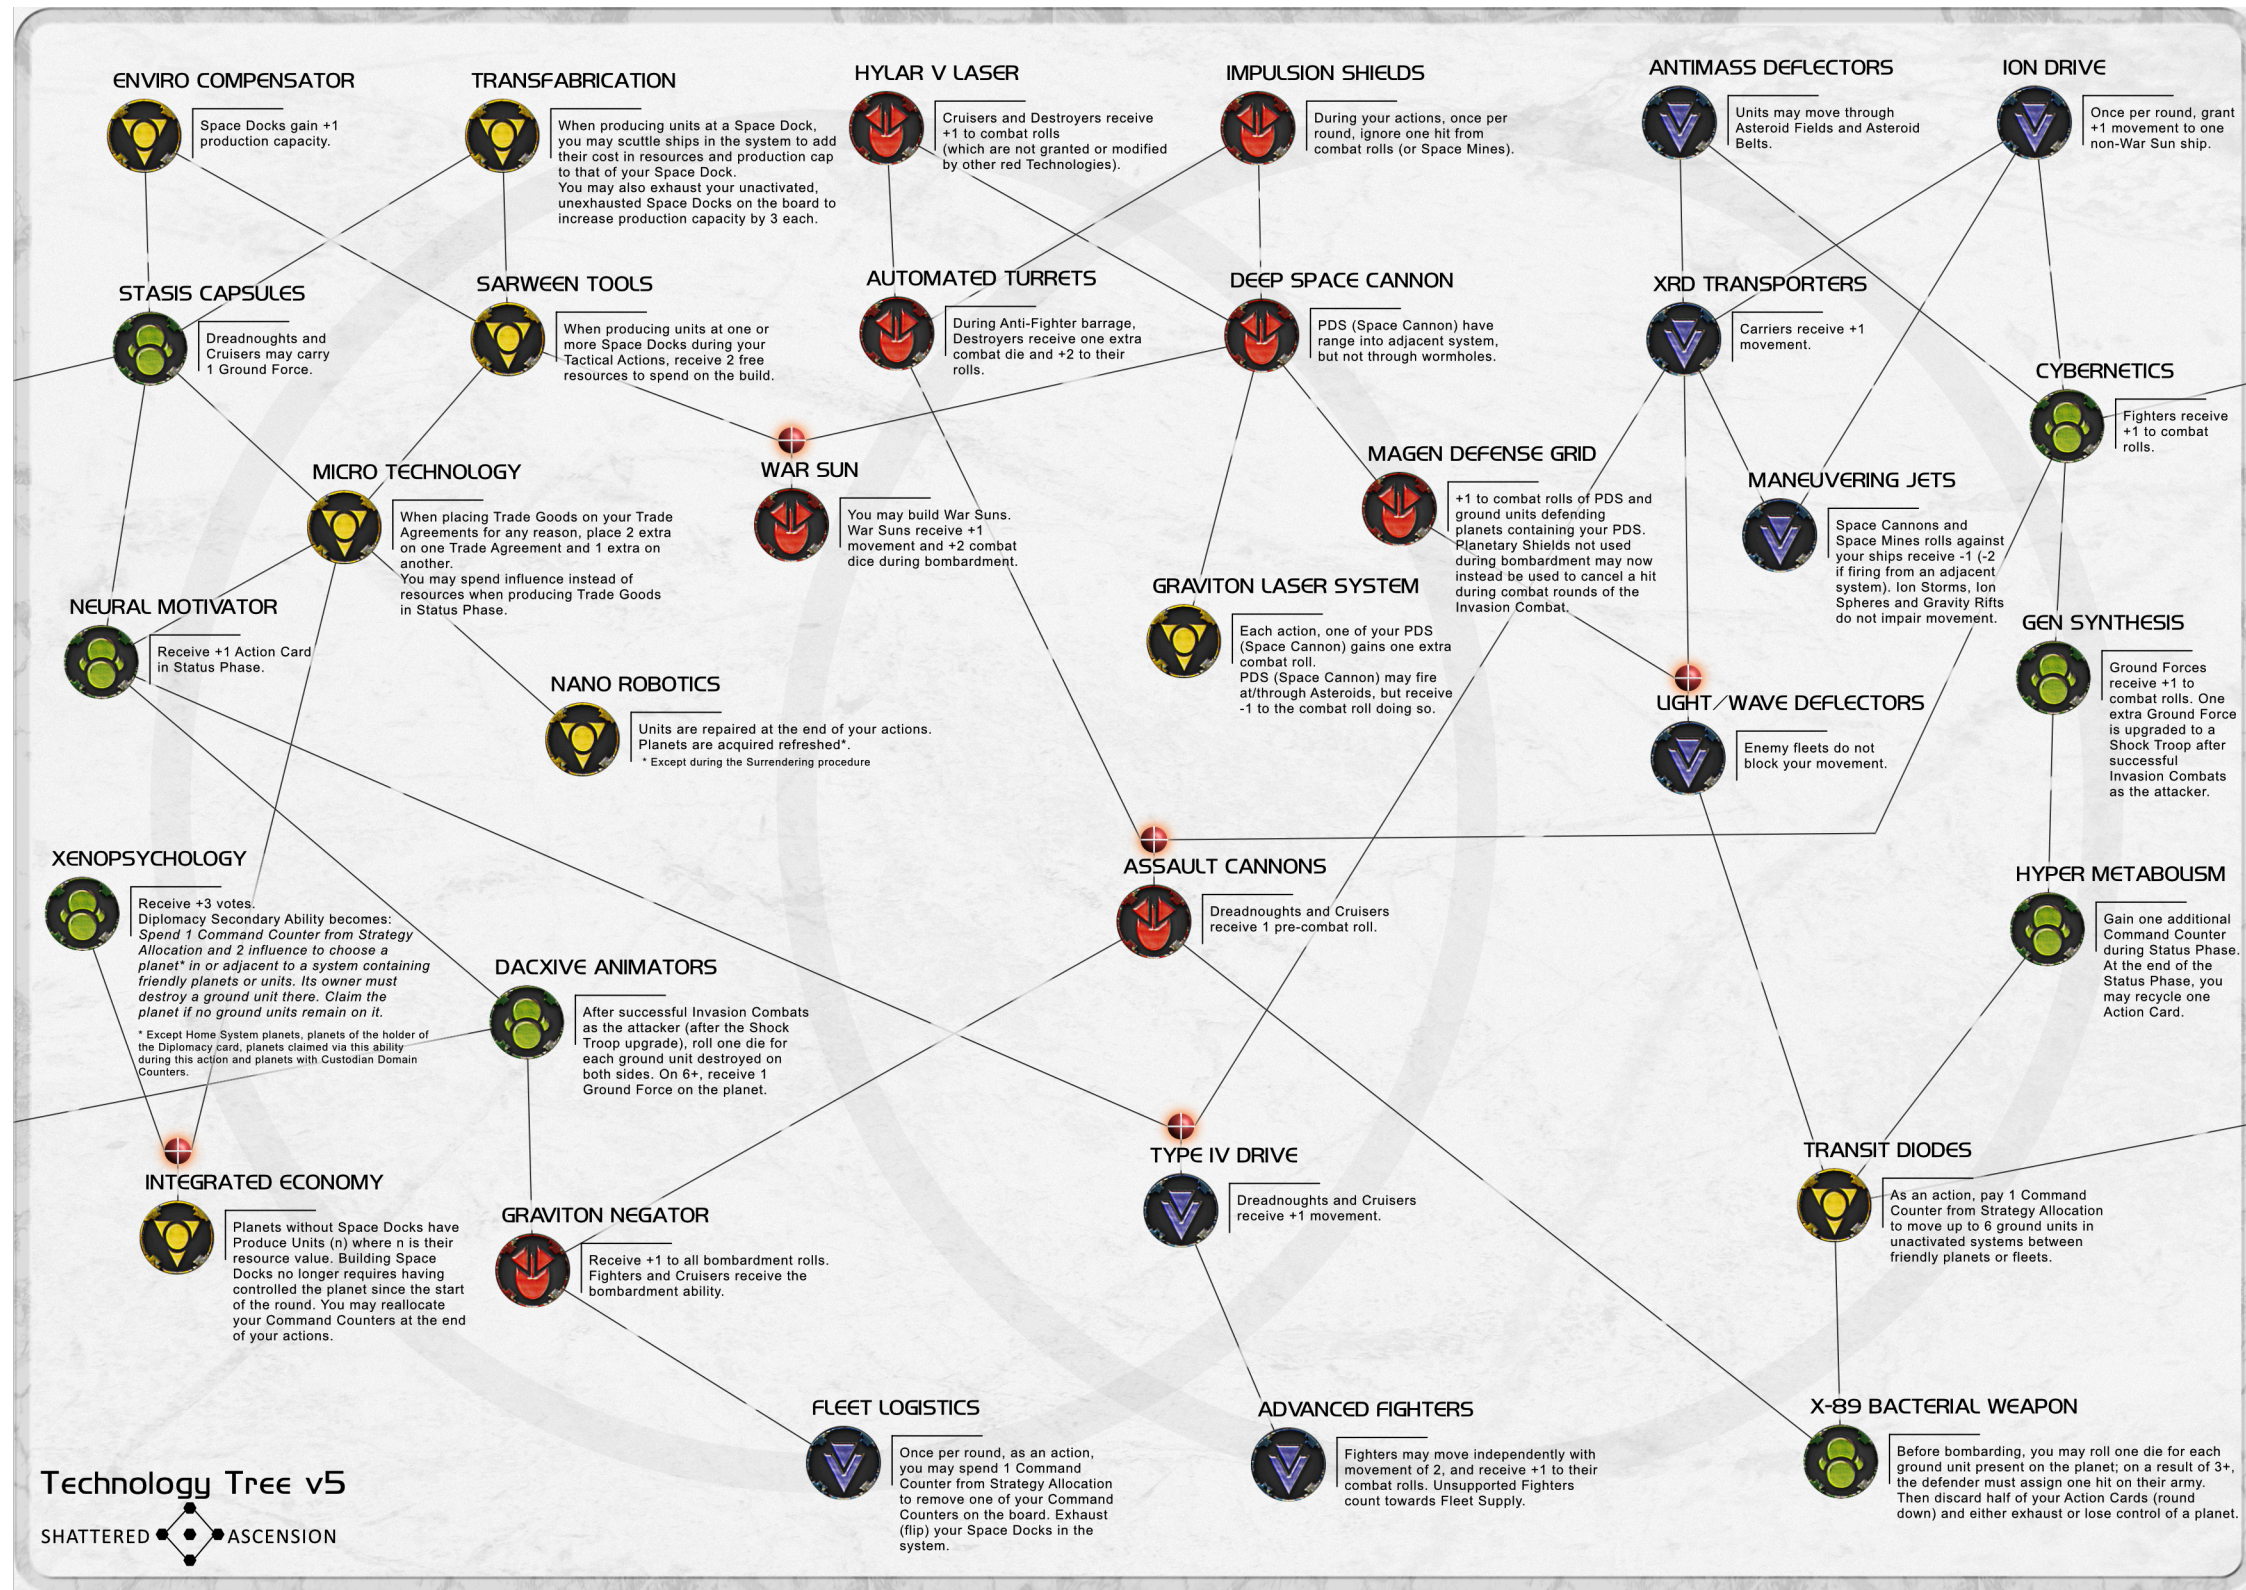 ENVIRO COMPENSATOR
Space Docks gain +1
production capacity.
TRANSFABRICATION
When producing units at a Space Dock,
you may scuttle ships in the system to add
their cost in resources and production cap
to that of your Space Dock.
You may also exhaust your unactivated,
unexhausted Space Docks on the board to
increase production capacity by 3 each.
HYLAR V LASER
Cruisers and Destroyers receive
+1 to combat rolls
(which are not granted or modified
by other red Technologies).
IMPULSION SHIELDS
During your actions, once per
round, ignore one hit from
combat rolls (or Space Mines).
ANTIMASS DEFLECTORS
Units may move through
Asteroid Fields and Asteroid
Belts.
ION DRIVE
Once per round, grant
+1 movement to one
non-War Sun ship.
STASIS CAPSULES
Dreadnoughts and
Cruisers may carry
1 Ground Force.
SARWEEN TOOLS
When producing units at one or
more Space Docks during your
Tactical Actions, receive 2 free
resources to spend on the build.
AUTOMATED TURRETS
During Anti-Fighter barrage,
Destroyers receive one extra
combat die and +2 to their
rolls.
DEEP SPACE CANNON
PDS (Space Cannon) have
range into adjacent system,
but not through wormholes.
XRD TRANSPORTERS
Carriers receive +1
movement.
CYBERNETICS
Fighters receive
+1 to combat
rolls.
MICRO TECHNOLOGY
When placing Trade Goods on your Trade
Agreements for any reason, place 2 extra
on one Trade Agreement and 1 extra on
another.
You may spend influence instead of
resources when producing Trade Goods
in Status Phase.
WAR SUN
You may build War Suns.
War Suns receive +1
movement and +2 combat
dice during bombardment.
MAGEN DEFENSE GRID
+1 to combat rolls of PDS and
ground units defending
planets containing your PDS.
Planetary Shields not used
during bombardment may now
instead be used to cancel a hit
during combat rounds of the
Invasion Combat.
MANEUVERING JETS
Space Cannons and
Space Mines rolls against
your ships receive -1 (-2
if firing from an adjacent
system). Ion Storms, Ion
Spheres and Gravity Rifts
do not impair movement.
NEURAL MOTIVATOR
Receive +1 Action Card
in Status Phase.
GRAVITON LASER SYSTEM
Each action, one of your PDS
(Space Cannon) gains one extra
combat roll.
PDS (Space Cannon) may fire
at/through Asteroids, but receive
-1 to the combat roll doing so.
GEN SYNTHESIS
Ground Forces
receive +1 to
combat rolls. One
extra Ground Force
is upgraded to a
Shock Troop after
successful
Invasion Combats
as the attacker.
NANO ROBOTICS
Units are repaired at the end of your actions.
Planets are acquired refreshed*.
* Except during the Surrendering procedure
LIGHT/WAVE DEFLECTORS
Enemy fleets do not
block your movement.
XENOPSYCHOLOGY
Receive +3 votes.
Diplomacy Secondary Ability becomes:
Spend 1 Command Counter from Strategy
Allocation and 2 influence to choose a
planet* in or adjacent to a system containing
friendly planets or units. Its owner must
destroy a ground unit there. Claim the
planet if no ground units remain on it.
* Except Home System planets, planets of the holder of
the Diplomacy card, planets claimed via this ability
during this action and planets with Custodian Domain
Counters.
ASSAULT CANNONS
Dreadnoughts and Cruisers
receive 1 pre-combat roll.
HYPER METABOLISM
Gain one additional
Command Counter
during Status Phase.
At the end of the
Status Phase, you
may recycle one
Action Card.
DACXIVE ANIMATORS
After successful Invasion Combats
as the attacker (after the Shock
Troop upgrade), roll one die for
each ground unit destroyed on
both sides. On 6+, receive 1
Ground Force on the planet.
INTEGRATED ECONOMY
Planets without Space Docks have
Produce Units (n) where n is their
resource value. Building Space
Docks no longer requires having
controlled the planet since the start
of the round. You may reallocate
your Command Counters at the end
of your actions.
GRAVITON NEGATOR
Receive +1 to all bombardment rolls.
Fighters and Cruisers receive the
bombardment ability.
TYPE IV DRIVE
Dreadnoughts and Cruisers
receive +1 movement.
TRANSIT DIODES
As an action, pay 1 Command
Counter from Strategy Allocation
to move up to 6 ground units in
unactivated systems between
friendly planets or fleets.
FLEET LOGISTICS
Once per round, as an action,
you may spend 1 Command
Counter from Strategy Allocation
to remove one of your Command
Counters on the board. Exhaust
(flip) your Space Docks in the
system.
ADVANCED FIGHTERS
Fighters may move independently with
movement of 2, and receive +1 to their
combat rolls. Unsupported Fighters
count towards Fleet Supply.
X-89 BACTERIAL WEAPON
Before bombarding, you may roll one die for each
ground unit present on the planet; on a result of 3+,
the defender must assign one hit on their army.
Then discard half of your Action Cards (round
down) and either exhaust or lose control of a planet.
Technology Tree v5
SHATTERED ASCENSION